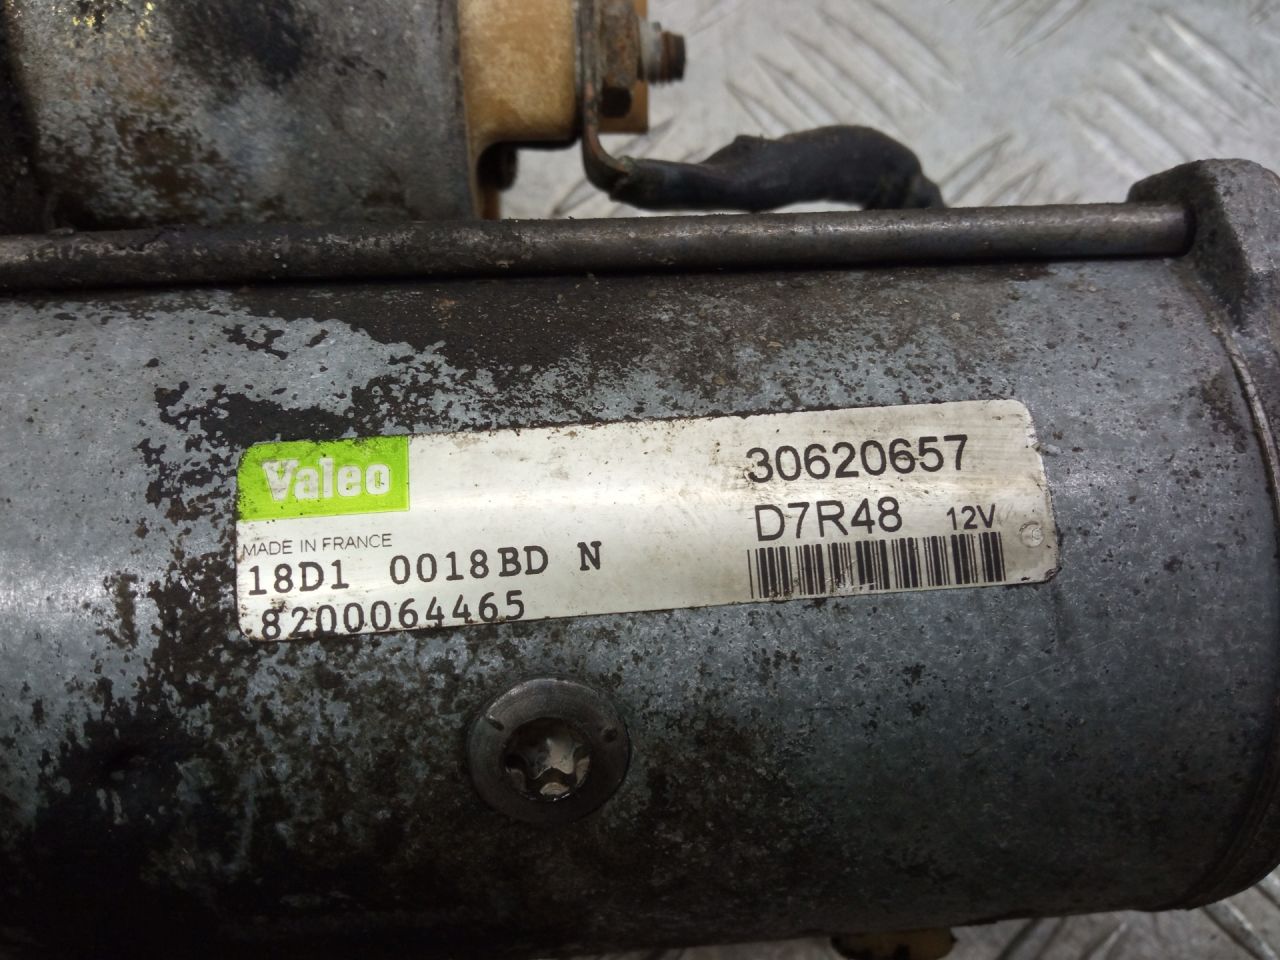 Valeo
30620657
MADE IN FRANCE
D7R48 12V
18D1 0018BD N
8200064465